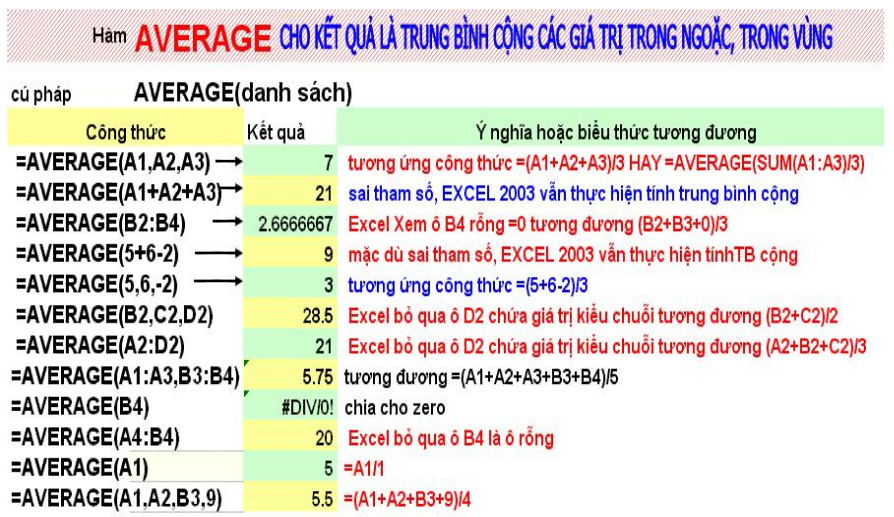 Hàm AVERAGE CHO KẾT QUẢ LÀ TRUNG BÌNH CỘNG CÁC GIÁ TRỊ TRONG NGOẶC, TRONG VÙNG
cú pháp AVERAGE(danh sách)
Công thức Kết quả Ý nghĩa hoặc biểu thức tương đương
=AVERAGE(A1,A2,A3) 7 tương ứng công thức =(A1+A2+A3)/3 HAY =AVERAGE(SUM(A1:A3)/3)
=AVERAGE(A1+A2+A3) 21 sai tham số, EXCEL 2003 vẫn thực hiện tính trung bình cộng
=AVERAGE(B2:B4) 2.6666667 Excel Xem ô B4 rỗng =0 tương đương (B2+B3+0)/3
=AVERAGE(5+6-2) 9 mặc dù sai tham số, EXCEL 2003 vẫn thực hiện tínhTB cộng
=AVERAGE(5,6,-2) 3 tương ứng công thức =(5+6-2)/3
=AVERAGE(B2,C2,D2) 28.5 Excel bỏ qua ô D2 chứa giá trị kiểu chuỗi tương đương (B2+C2)/2
=AVERAGE(A2:D2) 21 Excel bỏ qua ô D2 chứa giá trị kiểu chuỗi tương đương (A2+B2+C2)/3
=AVERAGE(A1:A3,B3:B4) 5.75 tương đương =(A1+A2+A3+B3+B4)/5
=AVERAGE(B4) #DIV/0! chia cho zero
=AVERAGE(A4:B4) 20 Excel bỏ qua ô B4 là ô rỗng
=AVERAGE(A1) 5 =A1/1
=AVERAGE(A1,A2,B3,9) 5.5 =(A1+A2+B3+9)/4